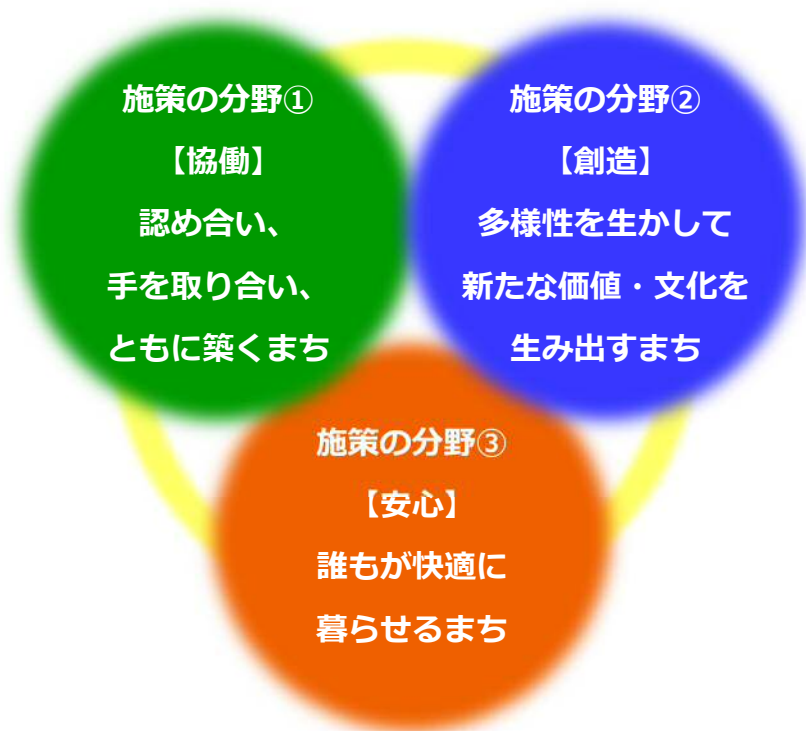 施策の分野①
【協働】
認め合い、
手を取り合い、
ともに築くまち
施策の分野②
【創造】
多様性を生かして
新たな価値・文化を
生み出すまち
施策の分野③
【安心】
誰もが快適に
暮らせるまち